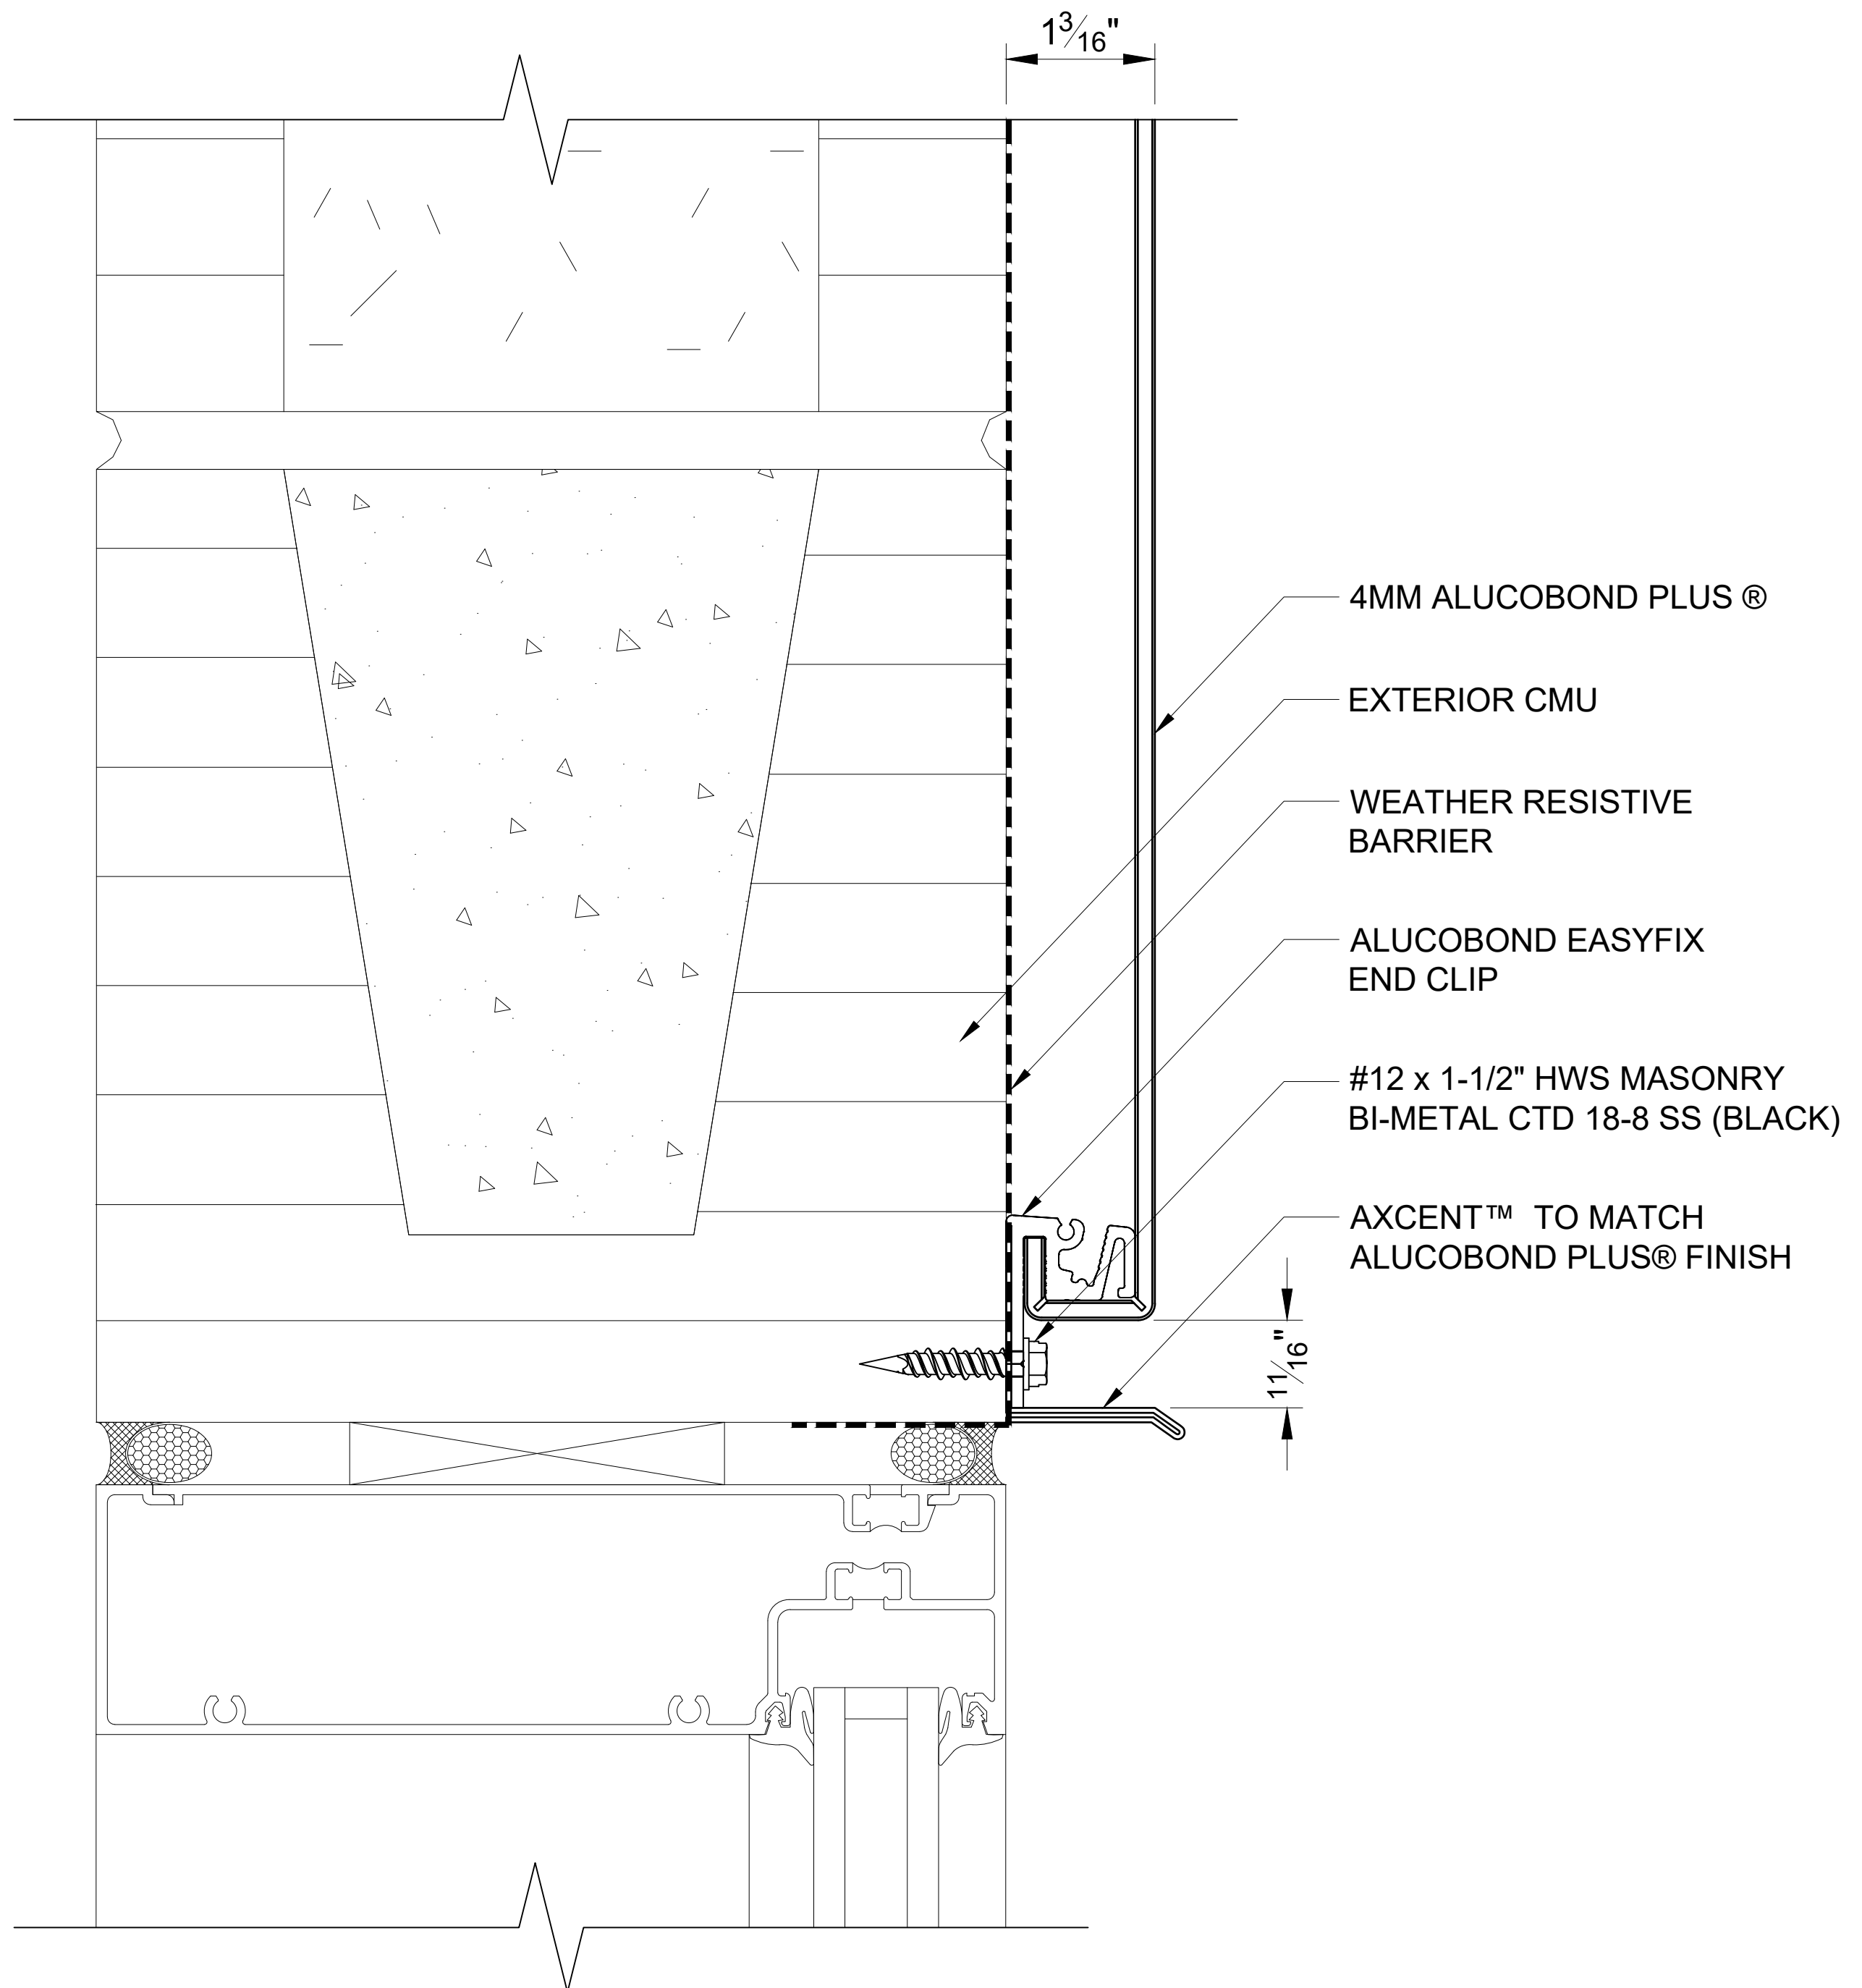 1 3/16"
4MM ALUCOBOND PLUS ®
EXTERIOR CMU
WEATHER RESISTIVE
BARRIER
ALUCOBOND EASYFIX
END CLIP
#12 x 1-1/2" HWS MASONRY
BI-METAL CTD 18-8 SS (BLACK)
AXCENT™ TO MATCH
ALUCOBOND PLUS® FINISH
11/16"